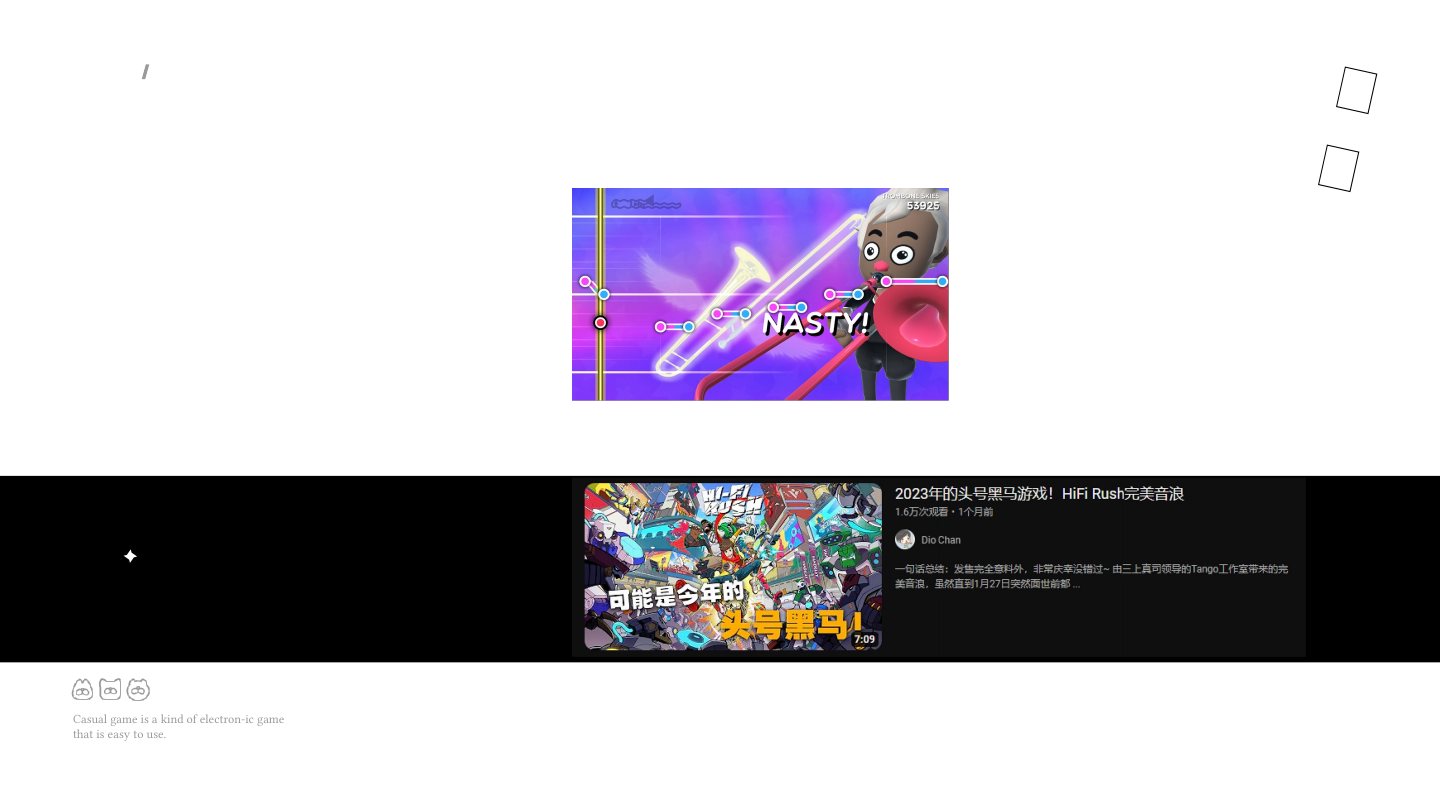 /
TROMBONE SKIES
53925
NASTY!
HI-FI
RUSH
可能是今年的
头号黑马!
7:09
2023年的头号黑马游戏！HiFi Rush完美音浪
1.6万次观看 • 1个月前
Dio Chan
一句话总结：发售完全意料外，非常庆幸没错过~ 由三上真司领导的Tango工作室带来的完
美音浪，虽然直到1月27日突然面世前都 ...
Casual game is a kind of electron-ic game
that is easy to use.